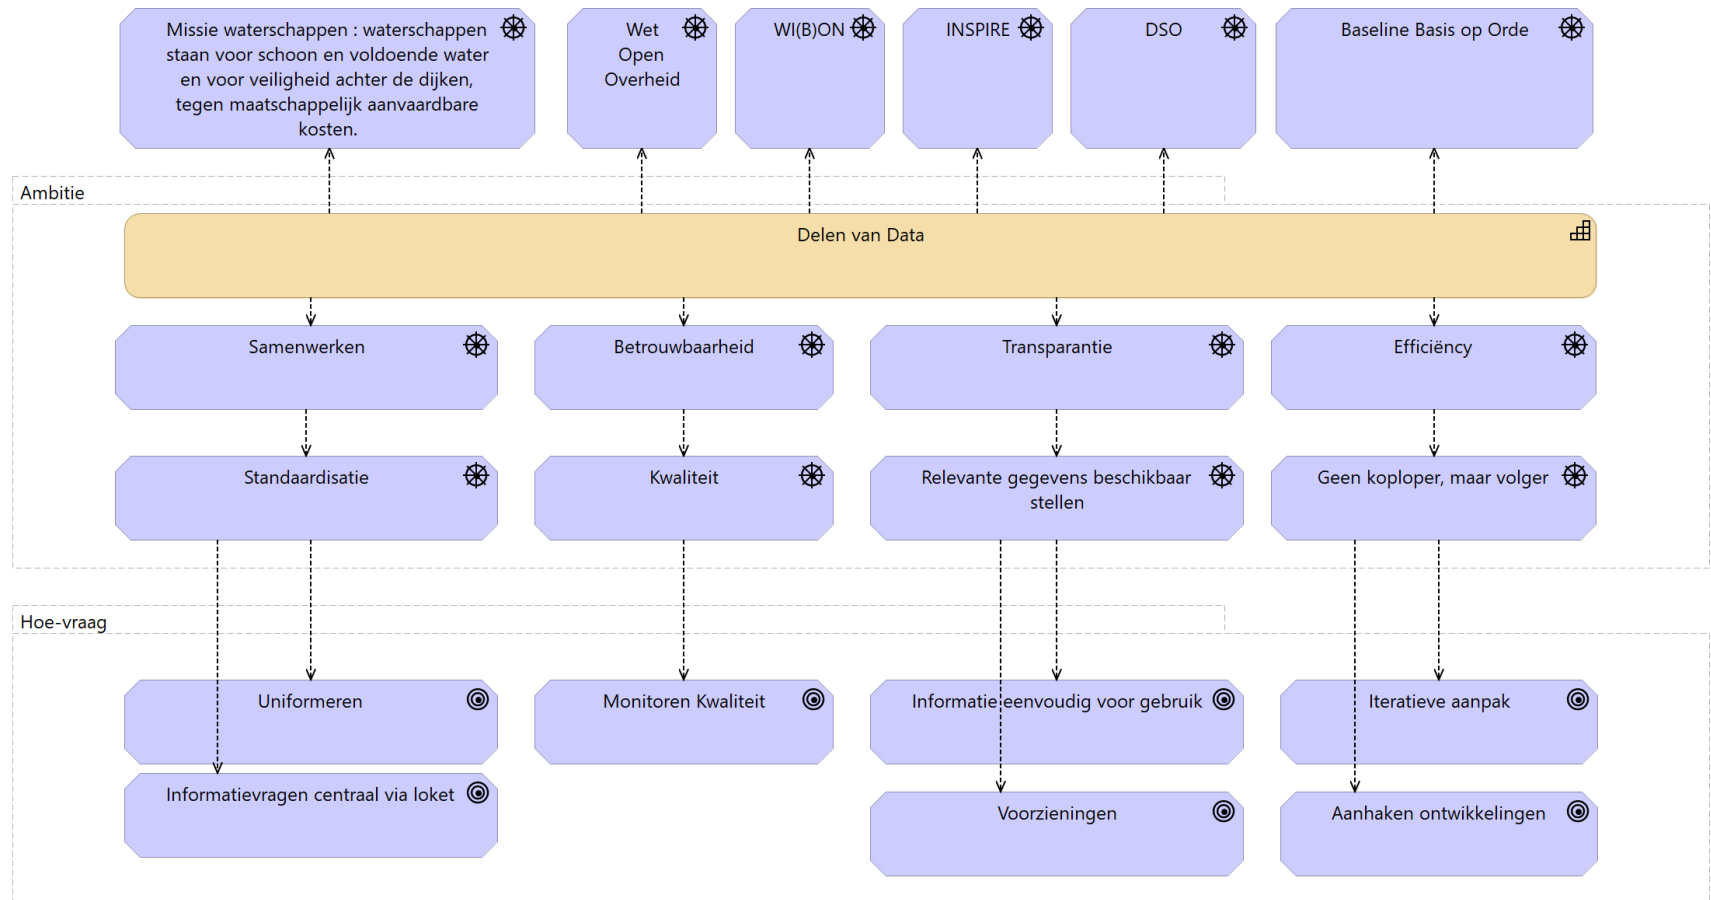 Missie waterschappen : waterschappen
staan voor schoon en voldoende water
en voor veiligheid achter de dijken,
tegen maatschappelijk aanvaardbare
kosten.
Wet
Open
Overheid
WI(B)ON
INSPIRE
DSO
Baseline Basis op Orde
Ambitie
Delen van Data
Samenwerken
Betrouwbaarheid
Transparantie
Efficiëncy
Standaardisatie
Kwaliteit
Relevante gegevens beschikbaar
stellen
Geen koploper, maar volger
Hoe-vraag
Uniformeren
Monitoren Kwaliteit
Informatie eenvoudig voor gebruik
Iteratieve aanpak
Informatievragen centraal via loket
Voorzieningen
Aanhaken ontwikkelingen